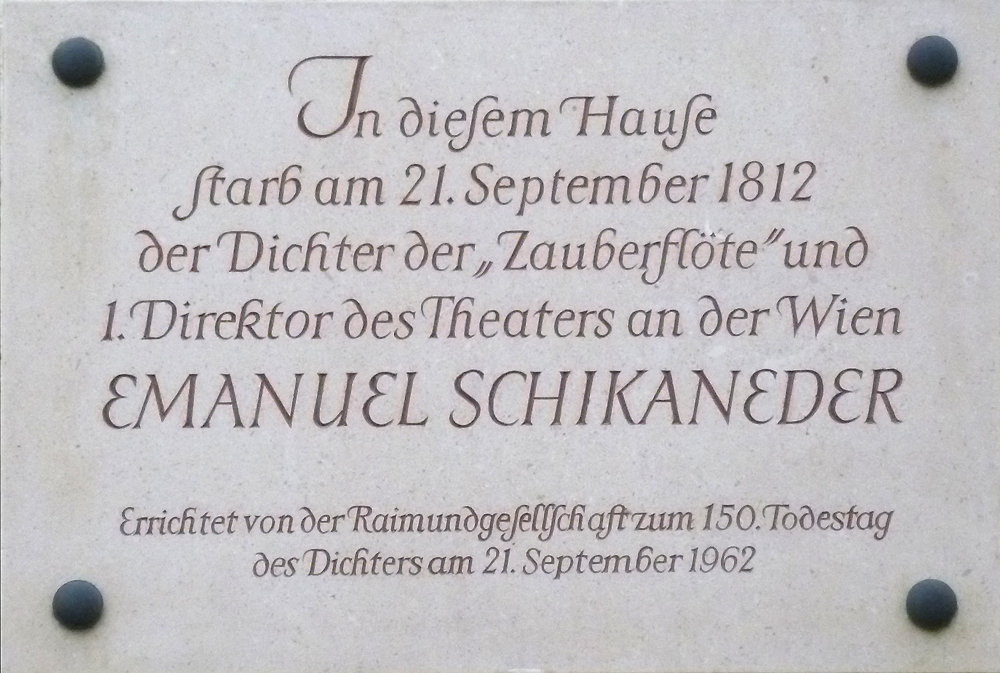 In dieſem Hauſe
ſtarb am 21. September 1812
der Dichter der „Zauberflöte" und
1. Direktor des Theaters an der Wien
EMANUEL SCHIKANEDER
Errichtet von der Raimundgeſellſchaft zum 150. Todestag
des Dichters am 21. September 1962